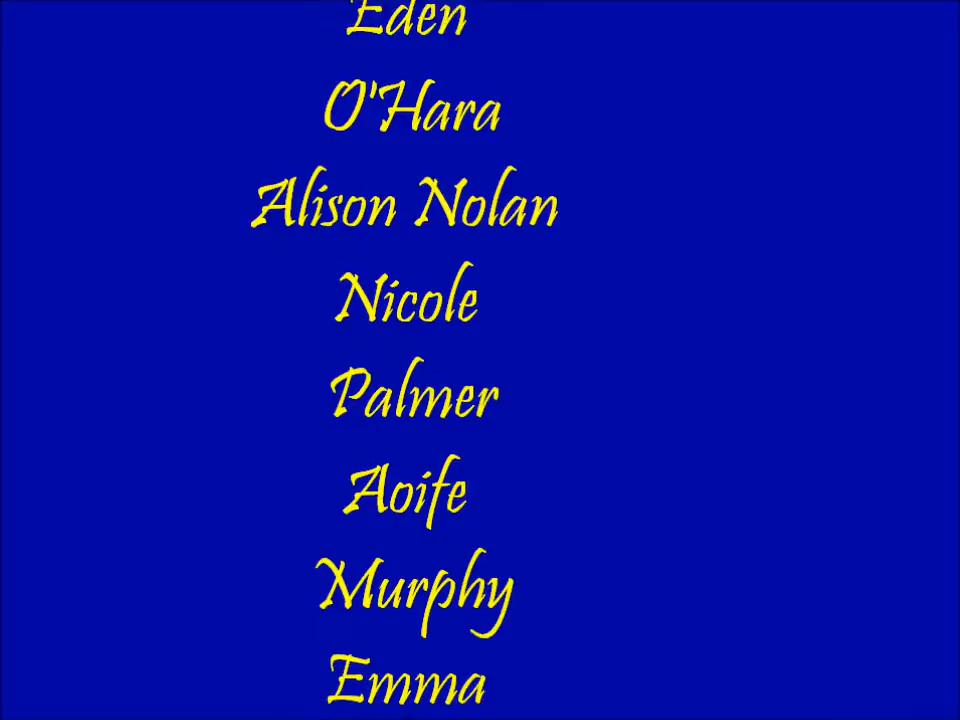 Eden
O'Hara
Alison Nolan
Nicole
Palmer
Aoife
Murphy
Emma